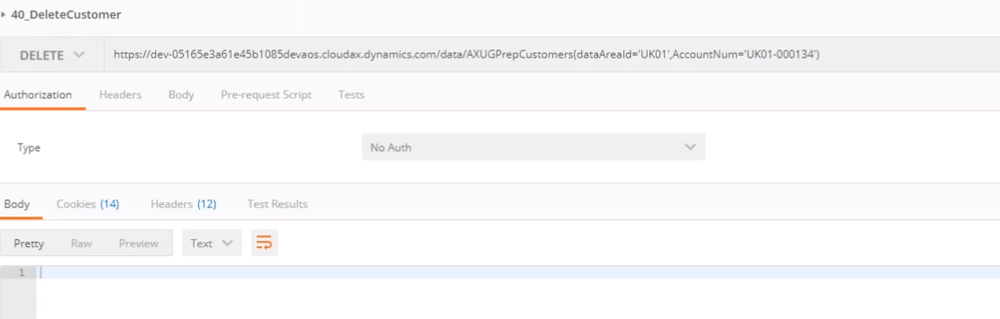 40_DeleteCustomer
DELETE https://dev-05165e3a61e45b1085devaos.cloudax.dynamics.com/data/AXUGPrepCustomers(dataAreaId='UK01',AccountNum='UK01-000134')
Authorization Headers Body Pre-request Script Tests
Type No Auth
Body Cookies (14) Headers (12) Test Results
Pretty Raw Preview Text
1